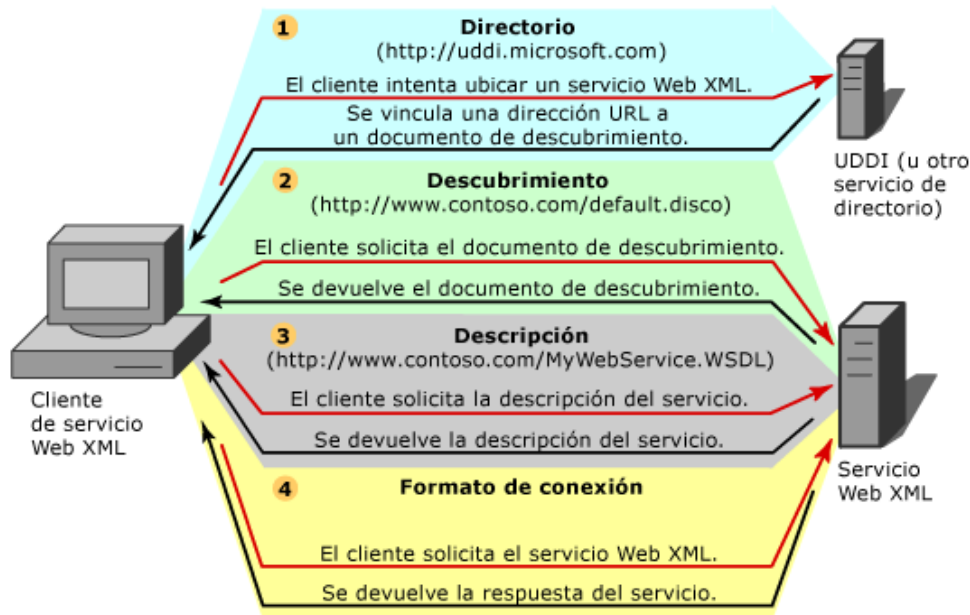 1 Directorio
(http://uddi.microsoft.com)
El cliente intenta ubicar un servicio Web XML.
Se vincula una dirección URL a
un documento de descubrimiento.
UDDI (u otro
servicio de
directorio)
2 Descubrimiento
(http://www.contoso.com/default.disco)
El cliente solicita el documento de descubrimiento.
Se devuelve el documento de descubrimiento.
3 Descripción
(http://www.contoso.com/MyWebService.WSDL)
El cliente solicita la descripción del servicio.
Se devuelve la descripción del servicio.
Cliente
de servicio
Web XML
Servicio
Web XML
4 Formato de conexión
El cliente solicita el servicio Web XML.
Se devuelve la respuesta del servicio.